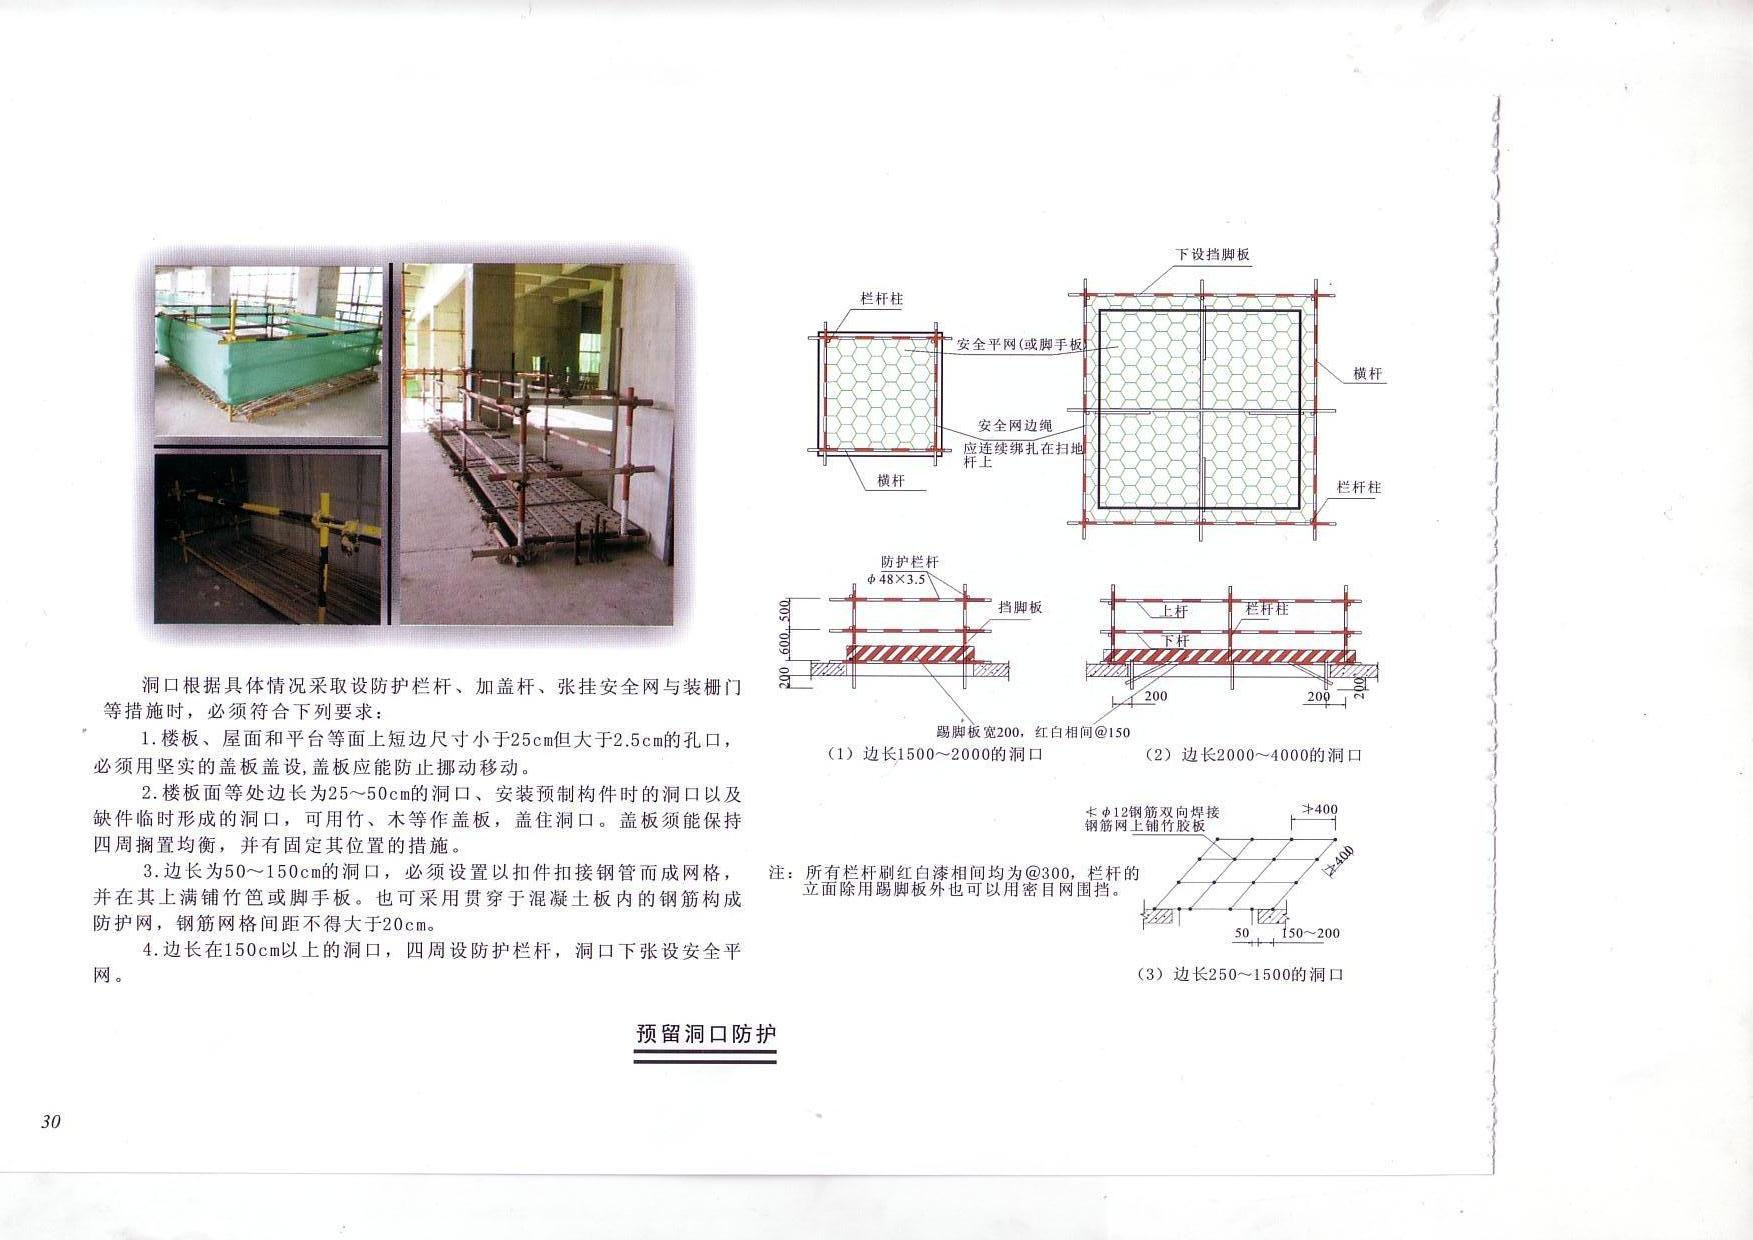 洞口根据具体情况采取设防护栏杆、加盖杆、张挂安全网与装栅门
等措施时，必须符合下列要求：
1.楼板、屋面和平台等面上短边尺寸小于25cm但大于2.5cm的孔口，
必须用坚实的盖板盖设,盖板应能防止挪动移动。
2.楼板面等处边长为25～50cm的洞口、安装预制构件时的洞口以及
缺件临时形成的洞口，可用竹、木等作盖板，盖住洞口。盖板须能保持
四周搁置均衡，并有固定其位置的措施。
3.边长为50～150cm的洞口，必须设置以扣件扣接钢管而成网格，
并在其上满铺竹笆或脚手板。也可采用贯穿于混凝土板内的钢筋构成
防护网，钢筋网格间距不得大于20cm。
4.边长在150cm以上的洞口，四周设防护栏杆，洞口下张设安全平
网。
下设挡脚板
栏杆柱
安全平网(或脚手板
横杆
安全网边绳
应连续绑扎在扫地
杆上
横杆
栏杆柱
防护栏杆
φ48×3.5
挡脚板
500
600
200
上杆
栏杆柱
下杆
200
200
200
踢脚板宽200，红白相间@150
（1）边长1500～2000的洞口
（2）边长2000～4000的洞口
≮φ12钢筋双向焊接
钢筋网上铺竹胶板
≯400
≯400
注：所有栏杆刷红白漆相间均为@300，栏杆的
立面除用踢脚板外也可以用密目网围挡。
50
150～200
（3）边长250～1500的洞口
预留洞口防护
30